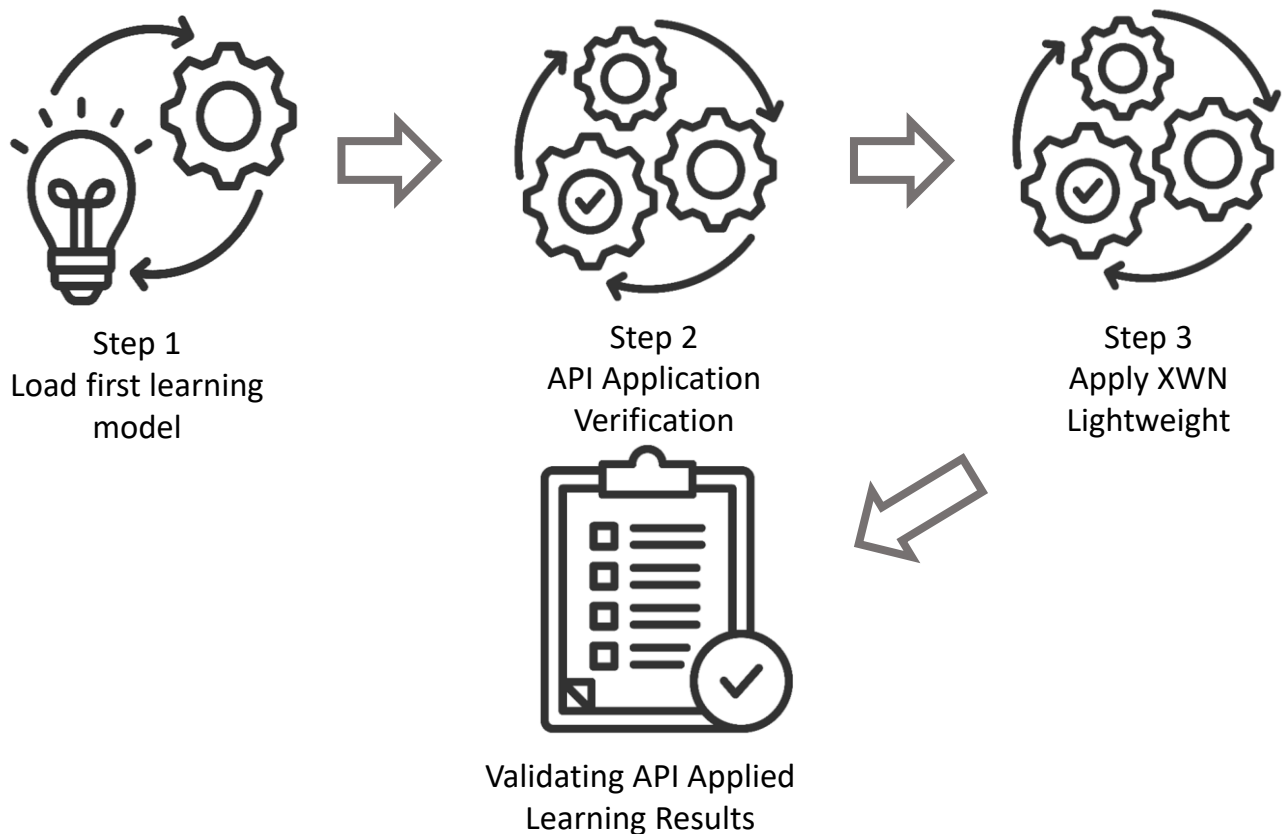 Step 1
Load first learning
model
Step 2
API Application
Verification
Step 3
Apply XWN
Lightweight
Validating API Applied
Learning Results